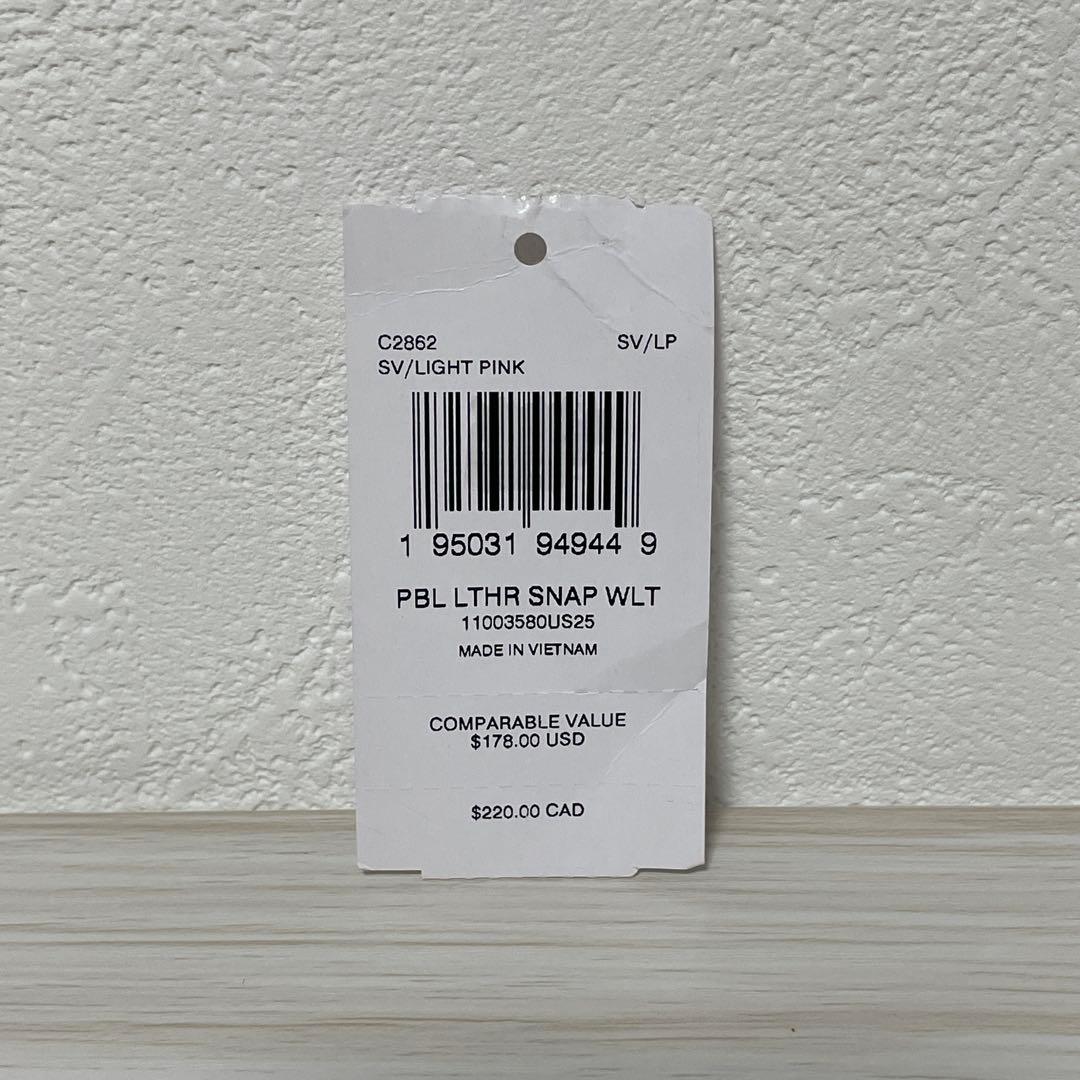 C2862 SV/LP
SV/LIGHT PINK
1 95031 94944 9
PBL LTHR SNAP WLT
11003580US25
MADE IN VIETNAM
COMPARABLE VALUE
$178.00 USD
$220.00 CAD